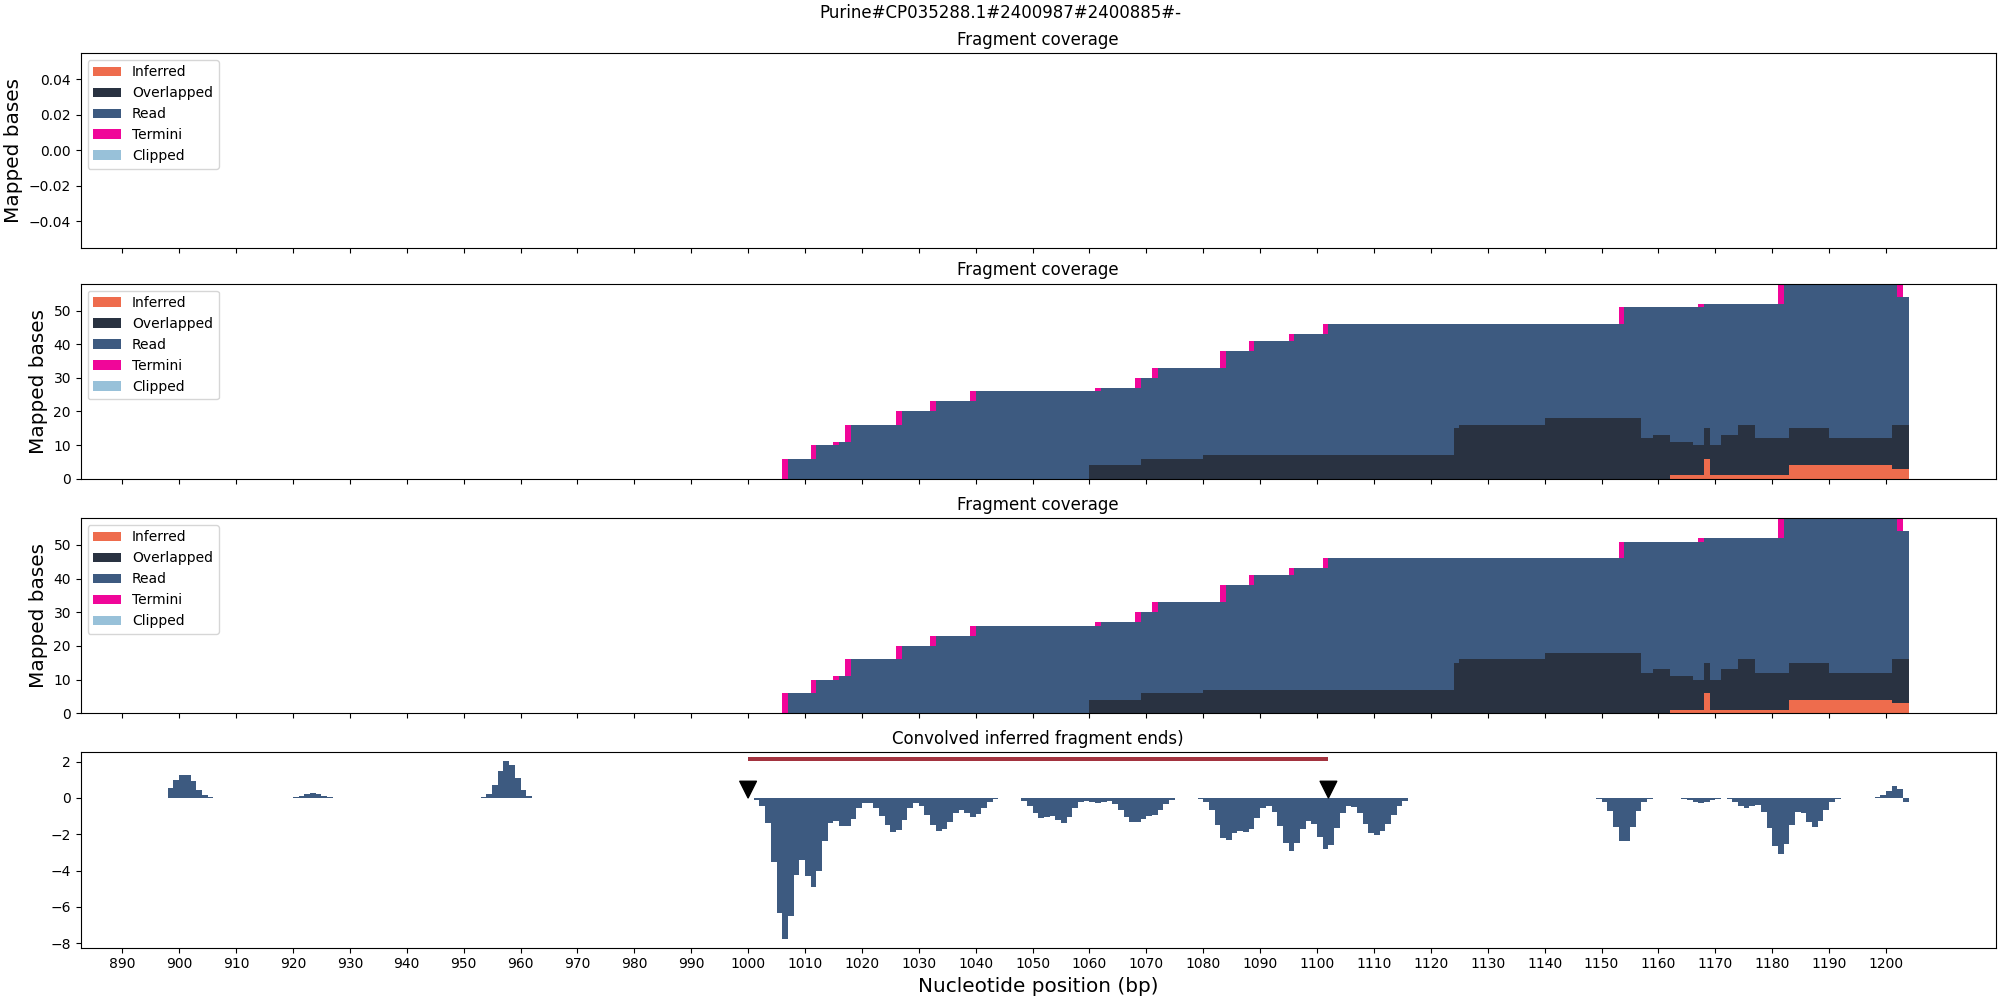 Purine#CP035288.1#2400987#2400885#-
Fragment coverage
Mapped bases
0.04
0.02
0.00
−0.02
−0.04
Inferred
Overlapped
Read
Termini
Clipped
Fragment coverage
Mapped bases
50
40
30
20
10
0
Inferred
Overlapped
Read
Termini
Clipped
Fragment coverage
Mapped bases
50
40
30
20
10
0
Inferred
Overlapped
Read
Termini
Clipped
Convolved inferred fragment ends)
2
0
−2
−4
−6
−8
890 900 910 920 930 940 950 960 970 980 990 1000 1010 1020 1030 1040 1050 1060 1070 1080 1090 1100 1110 1120 1130 1140 1150 1160 1170 1180 1190 1200
Nucleotide position (bp)